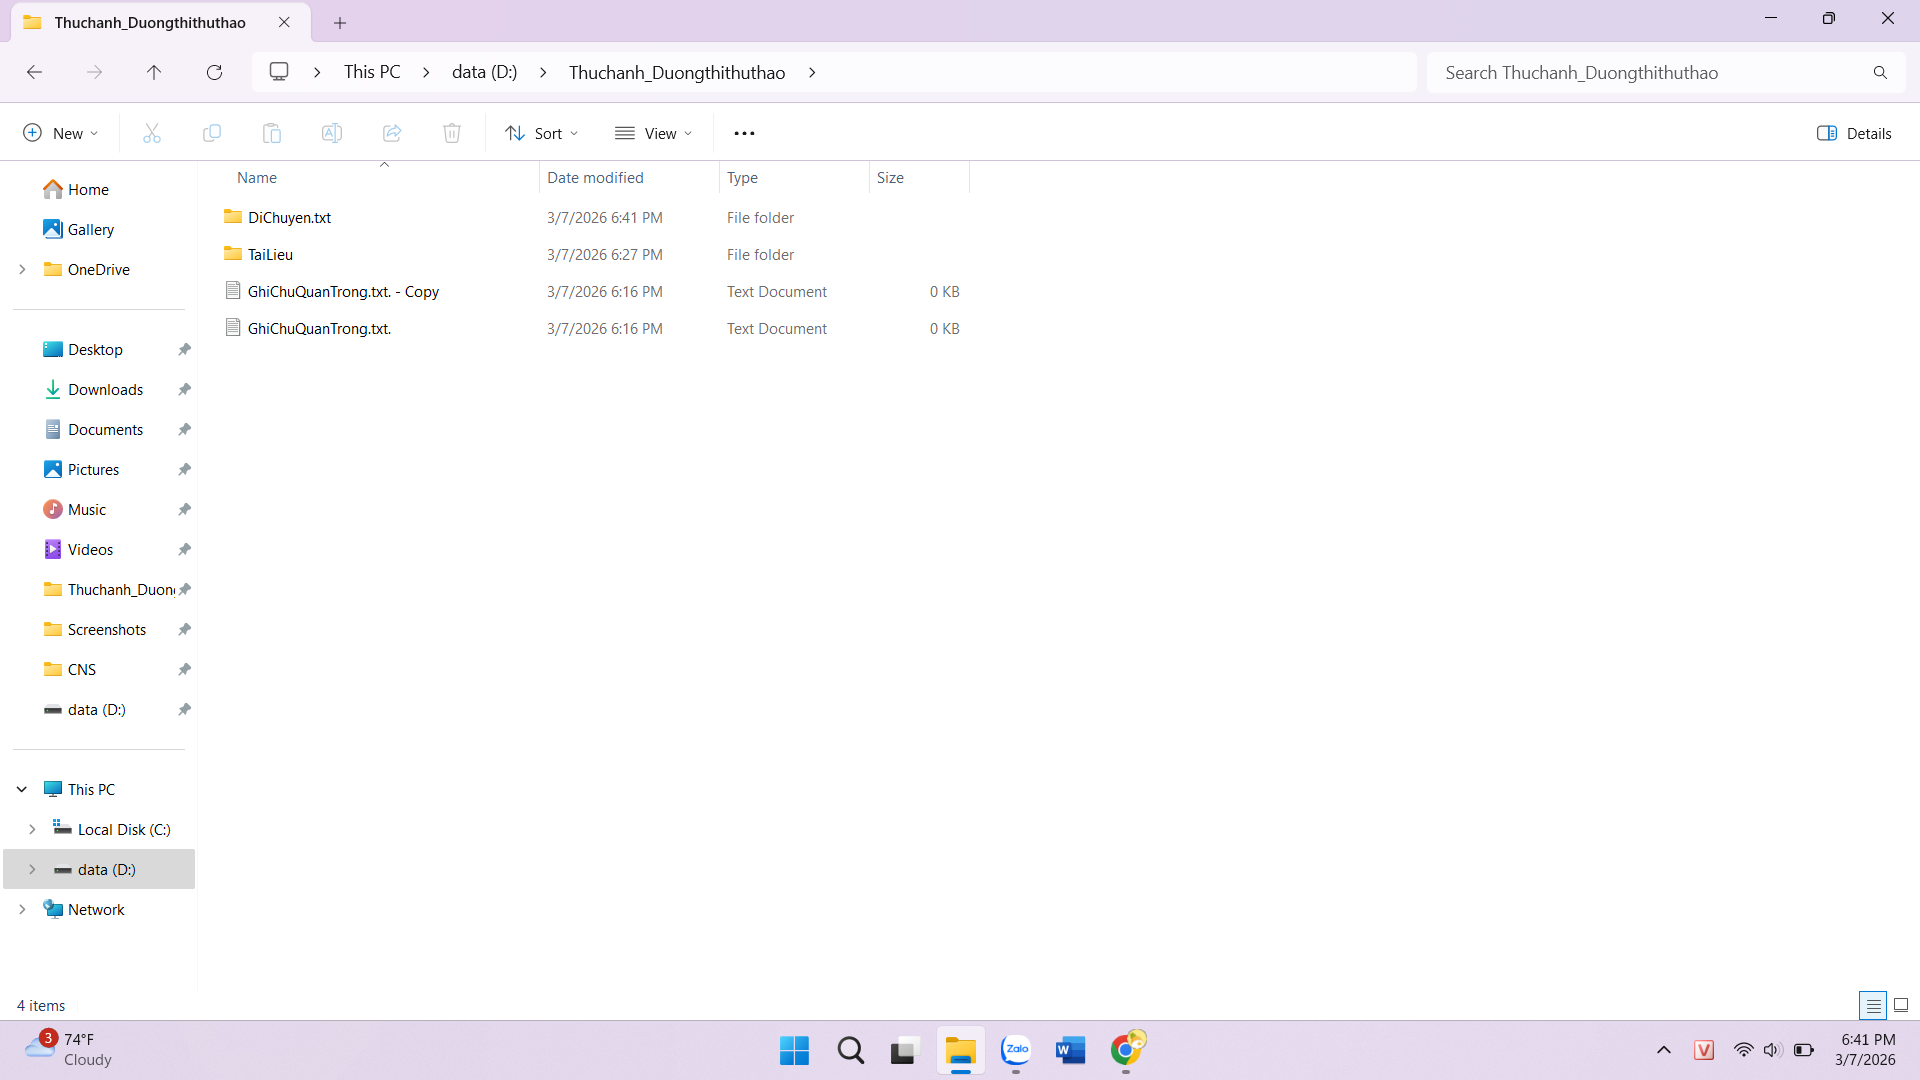 Thuchanh_Duongthithuthao
This PC
data (D:)
Thuchanh_Duongthithuthao
Search Thuchanh_Duongthithuthao
New
Sort
View
Details
Name
Date modified
Type
Size
DiChuyen.txt
3/7/2026 6:41 PM
File folder
TaiLieu
3/7/2026 6:27 PM
File folder
GhiChuQuanTrong.txt. - Copy
3/7/2026 6:16 PM
Text Document
0 KB
GhiChuQuanTrong.txt.
3/7/2026 6:16 PM
Text Document
0 KB
Home
Gallery
OneDrive
Desktop
Downloads
Documents
Pictures
Music
Videos
Thuchanh_Duon
Screenshots
CNS
data (D:)
This PC
Local Disk (C:)
data (D:)
Network
4 items
3
74°F
Cloudy
Zalo
W
V
6:41 PM
3/7/2026